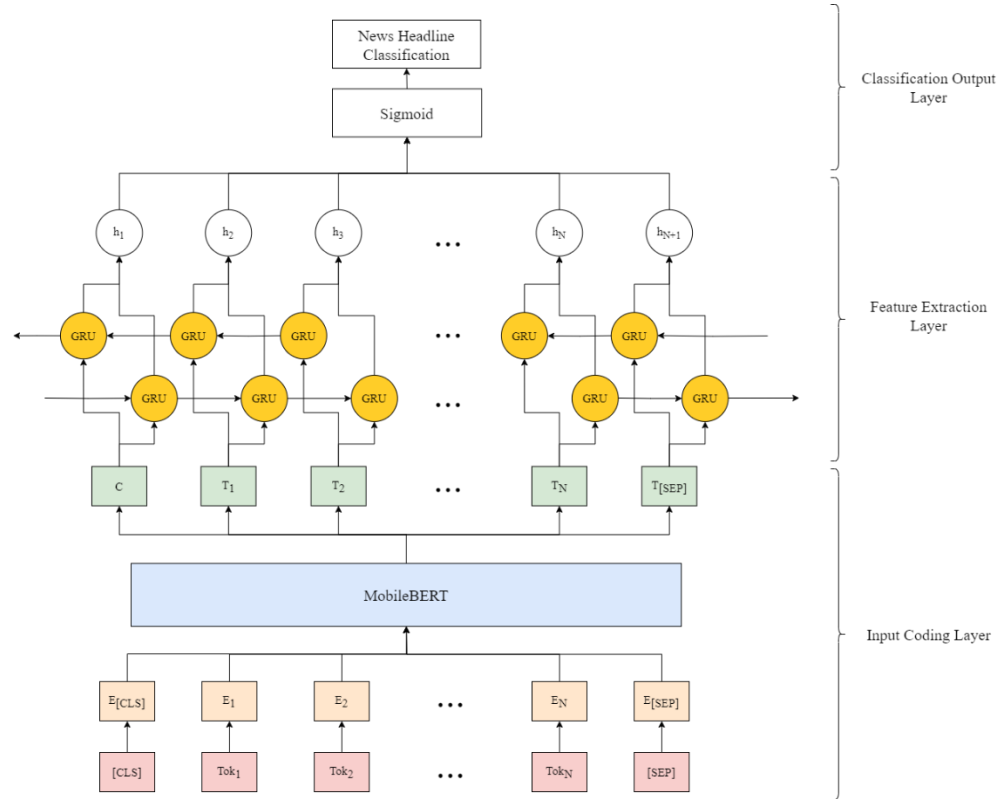 News Headline
Classification
Sigmoid
Classification Output
Layer
h1 h2 h3 ... hN hN+1
GRU GRU GRU ... GRU GRU
GRU GRU GRU ... GRU GRU
Feature Extraction
Layer
C T1 T2 ... TN T[SEP]
MobileBERT
Input Coding Layer
E[CLS] E1 E2 ... EN E[SEP]
[CLS] Tok1 Tok2 ... TokN [SEP]